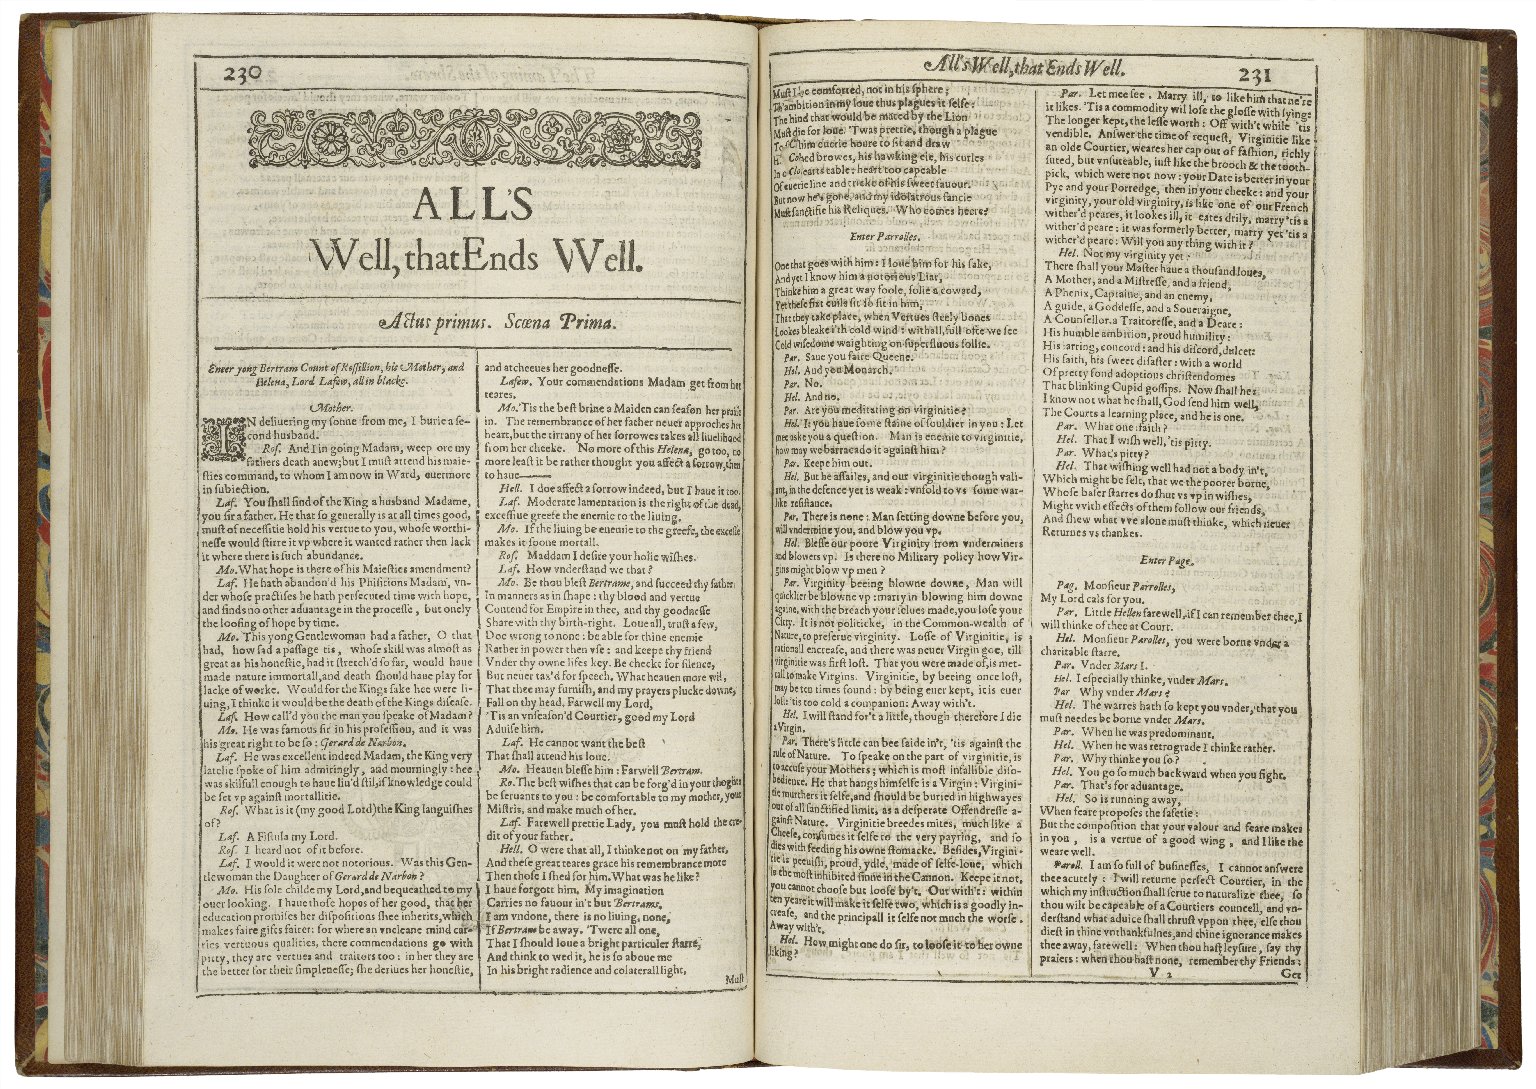 230
ALL'S
Well, that Ends Well.
Actus primus. Scœna Prima.
Enter yong Bertram Count of Rossillion, his Mother, and
Helena, Lord Lafew, all in blacke.
Mother.
IN deliuering my sonne from me, I burie a se-
cond husband.
Ros. And I in going Madam, weep ore my
fathers death anew; but I must attend his maie-
sties command, to whom I am now in Ward, euermore
in subiection.
Laf. You shall find of the King a husband Madame,
you sir a father. He that so generally is at all times good,
must of necessitie hold his vertue to you, whose worthi-
nesse would stirre it vp where it wanted rather then lack
it where there is such abundance.
Mo. What hope is there of his Maiesties amendment?
Laf. He hath abandon'd his Phisitions Madam, vn-
der whose practises he hath persecuted time with hope,
and finds no other aduantage in the processe, but onely
the loosing of hope by time.
Mo. This yong Gentlewoman had a father, O that
had, how sad a passage tis, whose skill was almost as
great as his honestie, had it stretch'd so far, would haue
made nature immortall, and death should haue play for
lacke of worke. Would for the Kings sake hee were li-
uing, I thinke it would be the death of the Kings disease.
Laf. How call'd you the man you speake of Madam?
Mo. He was famous sir in his profession, and it was
his great right to be so: Gerard de Narbon.
Laf. He was excellent indeed Madam, the King very
latelie spoke of him admiringly, and mourningly: hee
was skilfull enough to haue liu'd stil, if knowledge could
be set vp against mortallitie.
Ros. What is it (my good Lord) the King languishes
of?
Laf. A Fistula my Lord.
Ros. I heard not of it before.
Laf. I would it were not notorious. Was this Gen-
tlewoman the Daughter of Gerard de Narbon?
Mo. His sole childe my Lord, and bequeathed to my
ouer looking. I haue those hopes of her good, that her
education promises her dispositions shee inherits, which
makes faire gifts fairer: for where an vncleane mind car-
ries vertuous qualities, there commendations go with
pitty, they are vertues and traitors too: in her they are
the better for their simplenesse; she deriues her honestie,
and atcheeues her goodnesse.
Lafew. Your commendations Madam get from her
teares.
Mo. 'Tis the best brine a Maiden can season her praise
in. The remembrance of her father neuer approches her
heart, but the tirrany of her sorrowes takes all liuelihood
from her cheeke. No more of this Helena, go too, no
more least it be rather thought you affect a sorrow, then
to haue——
Hell. I doe affect a sorrow indeed, but I haue it too.
Laf. Moderate lamentation is the right of the dead,
excessiue greefe the enemie to the liuing.
Mo. If the liuing be enemie to the greefe, the excesse
makes it soone mortall.
Ros. Maddam I desire your holie wishes.
Laf. How vnderstand we that?
Mo. Be thou blest Bertrame, and succeed thy father
In manners as in shape: thy blood and vertue
Contend for Empire in thee, and thy goodnesse
Share with thy birth-right. Loue all, trust a few,
Doe wrong to none: be able for thine enemie
Rather in power then vse: and keepe thy friend
Vnder thy owne lifes key. Be checkt for silence,
But neuer tax'd for speech. What heauen more wil,
That thee may furnish, and my prayers plucke downe,
Fall on thy head. Farwell my Lord,
'Tis an vnseason'd Courtier, good my Lord
Aduise him.
Laf. He cannot want the best
That shall attend his loue.
Mo. Heauen blesse him: Farwell Bertram.
Ro. The best wishes that can be forg'd in your thoghts
be seruants to you: be comfortable to my mother, your
Mistris, and make much of her.
Laf. Farewell prettie Lady, you must hold the cre-
dit of your father.
Hell. O were that all, I thinke not on my father,
And these great teares grace his remembrance more
Then those I shed for him. What was he like?
I haue forgott him. My imagination
Carries no fauour in't but Bertrams.
I am vndone, there is no liuing, none,
If Bertram be away. 'Twere all one,
That I should loue a bright particuler starre,
And think to wed it, he is so aboue me
In his bright radience and colaterall light,
Must
All's Well, that Ends Well.
231
Must I be comforted, not in his sphere;
Th'ambition in my loue thus plagues it selfe:
The hind that would be mated by the Lion
Must die for loue. 'Twas prettie, though a plague
To him euerie houre to sit and draw
browes, his hawking eie, his curles
table: heart too capeable
Of euerie line and tricke of his sweet fauour.
But now he's gone, and my idolatrous fancie
Must sanctifie his Reliques. Who comes heere?
Enter Parrolles.
One that goes with him: I loue him for his sake,
And yet I know him a notorious Liar,
Thinke him a great way foole, solie a coward,
Yet these fixt euils sit so fit in him,
That they take place, when Vertues steely bones
Lookes bleake i'th cold wind: withall, full ofte we see
Cold wisedome waighting on superfluous follie.
Par. Saue you faire Queene.
Hel. And you Monarch.
Par. No.
Hel. And no.
Par. Are you meditating on virginitie?
Hel. I: you haue some staine of souldier in you: Let
mee aske you a question. Man is enemie to virginitie,
how may we barracado it against him?
Par. Keepe him out.
Hel. But he assailes, and our virginitie though vali-
ant, in the defence yet is weak: vnfold to vs some war-
like resistance.
Par. There is none: Man setting downe before you,
will vndermine you, and blow you vp.
Hel. Blesse our poore Virginity from vnderminers
and blowers vp. Is there no Military policy how Vir-
gins might blow vp men?
Par. Virginity beeing blowne downe, Man will
quicklier be blowne vp: marry in blowing him downe
againe, with the breach your selues made, you lose your
Citty. It is not politicke, in the Common-wealth of
Nature, to preserue virginity. Losse of Virginitie, is
rationall encrease, and there was neuer Virgin goe, till
virginitie was first lost. That you were made of, is met-
tall to make Virgins. Virginitie, by beeing once lost,
may be ten times found: by being euer kept, it is euer
lost: 'tis too cold a companion: Away with't.
Hel. I will stand for't a little, though therefore I die
a Virgin.
Par. There's little can bee saide in't, 'tis against the
rule of Nature. To speake on the part of virginitie, is
to accuse your Mothers; which is most infallible diso-
bedience. He that hangs himselfe is a Virgin: Virgini-
tie murthers it selfe, and should be buried in highwayes
out of all sanctified limit, as a desperate Offendresse a-
gainst Nature. Virginitie breedes mites, much like a
Cheese, consumes it selfe to the very payring, and so
dies with feeding his owne stomacke. Besides, Virgini-
tie is peeuish, proud, ydle, made of selfe-loue, which
is the most inhibited sinne in the Cannon. Keepe it not,
you cannot choose but loose by't. Out with't: within
ten yeare it will make it selfe two, which is a goodly in-
crease, and the principall it selfe not much the worse.
Away with't.
Hel. How might one do sir, to loose it to her owne
liking?
Par. Let mee see. Marry ill, to like him that ne're
it likes. 'Tis a commodity wil lose the glosse with lying:
The longer kept, the lesse worth: Off with't while 'tis
vendible. Answer the time of request, Virginitie like
an olde Courtier, weares her cap out of fashion, richly
suted, but vnsuteable, iust like the brooch & the tooth-
pick, which were not now: your Date is better in your
Pye and your Porredge, then in your cheeke: and your
virginity, your old virginity, is like one of our French
wither'd peares, it lookes ill, it eates drily, marry 'tis a
wither'd peare: it was formerly better, marry yet 'tis a
wither'd peare: Will you any thing with it?
Hel. Not my virginity yet:
There shall your Master haue a thousand loues,
A Mother, and a Mistresse, and a friend,
A Phenix, Captaine, and an enemy,
A guide, a Goddesse, and a Soueraigne,
A Counsellor, a Traitoresse, and a Deare:
His humble ambition, proud humility:
His iarring, concord: and his discord, dulcet:
His faith, his sweet disaster: with a world
Of pretty fond adoptions christendomes
That blinking Cupid gossips. Now shall he:
I know not what he shall, God send him well,
The Courts a learning place, and he is one.
Par. What one ifaith?
Hel. That I wish well, 'tis pitty.
Par. What's pitty?
Hel. That wishing well had not a body in't,
Which might be felt, that we the poorer borne,
Whose baser starres do shut vs vp in wishes,
Might with effects of them follow our friends,
And shew what we alone must thinke, which neuer
Returnes vs thankes.
Enter Page.
Pag. Monsieur Parrolles,
My Lord cals for you.
Par. Little Hellen farewell, if I can remember thee, I
will thinke of thee at Court.
Hel. Monsieur Parolles, you were borne vnder a
charitable starre.
Par. Vnder Mars I.
Hel. I especially thinke, vnder Mars.
Par. Why vnder Mars?
Hel. The warres hath so kept you vnder, that you
must needes be borne vnder Mars.
Par. When he was predominant.
Hel. When he was retrograde I thinke rather.
Par. Why thinke you so?
Hel. You go so much backward when you fight.
Par. That's for aduantage.
Hel. So is running away,
When feare proposes the safetie:
But the composition that your valour and feare makes
in you, is a vertue of a good wing, and I like the
weare well.
Paroll. I am so full of businesses, I cannot answere
thee acutely: I will returne perfect Courtier, in the
which my instruction shall serue to naturalize thee, so
thou wilt be capeable of a Courtiers councell, and vn-
derstand what aduice shall thrust vppon thee, else thou
diest in thine vnthankfulnes, and thine ignorance makes
thee away, farewell: When thou hast leysure, say thy
praiers: when thou hast none, remember thy Friends:
V 2
Get